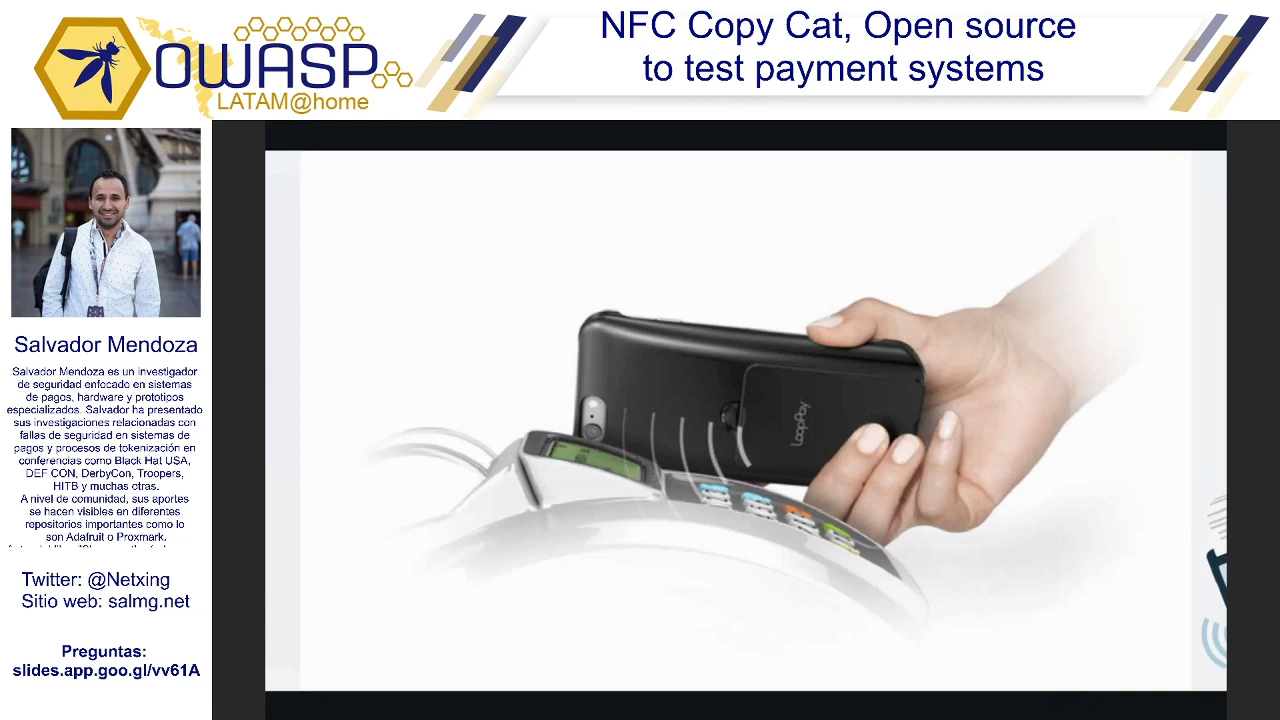 OWASP
LATAM@home
NFC Copy Cat, Open source
to test payment systems
Salvador Mendoza
Salvador Mendoza es un investigador
de seguridad enfocado en sistemas
de pagos, hardware y prototipos
especializados. Salvador ha presentado
sus investigaciones relacionadas con
fallas de seguridad en sistemas de
pagos y procesos de tokenización en
conferencias como Black Hat USA,
DEF CON, DerbyCon, Troopers,
HITB y muchas otras.
A nivel de comunidad, sus aportes
se hacen visibles en diferentes
repositorios importantes como lo
son Adafruit o Proxmark.
Twitter: @Netxing
Sitio web: salmg.net
Preguntas:
slides.app.goo.gl/vv61A
LoopPay